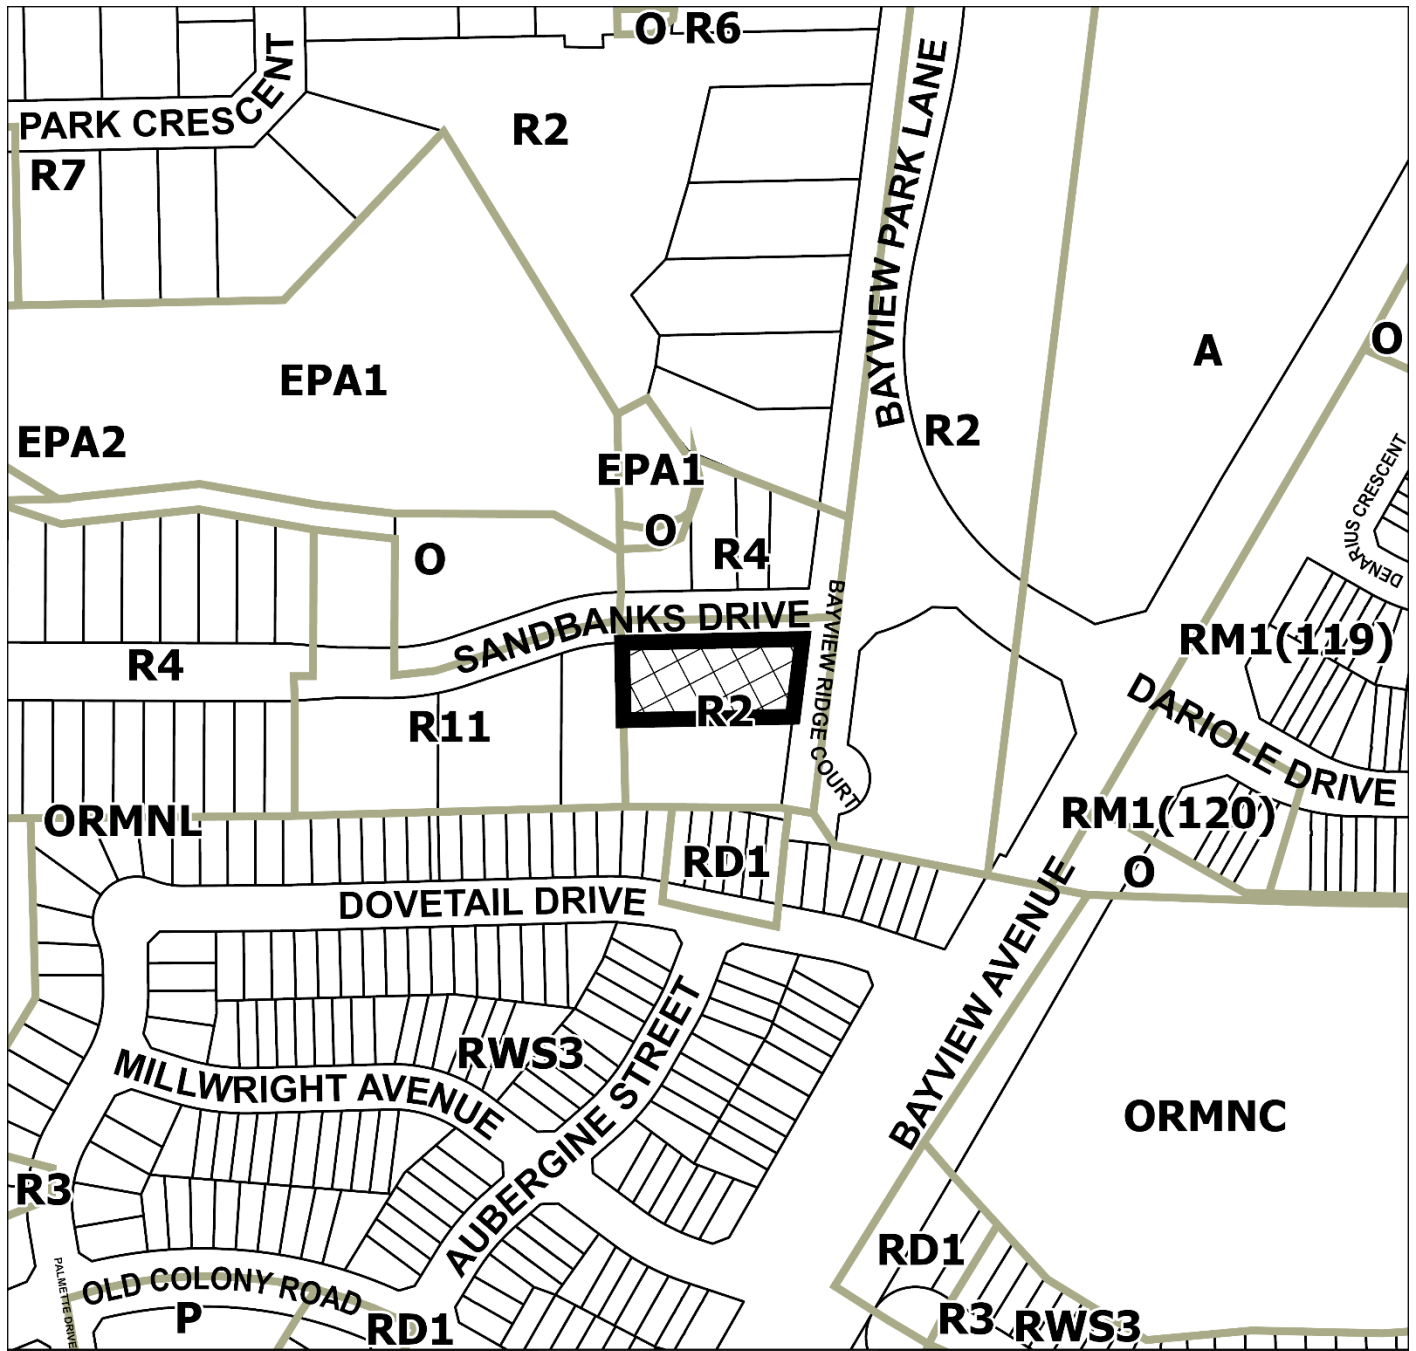 O R6
PARK CRESCENT
R2
R7
BAYVIEW PARK LANE
EPA1
A
O
EPA2
EPA1
R2
O
O
R4
DENARIUS CRESCENT
SANDBANKS DRIVE
BAYVIEW RIDGE COURT
RM1(119)
R4
R11
R2
DARIOLE DRIVE
ORMNL
RM1(120)
RD1
O
DOVETAIL DRIVE
BAYVIEW AVENUE
RWS3
MILLWRIGHT AVENUE
AUBERGINE STREET
ORMNC
R3
RD1
PALMETTE DRIVE
OLD COLONY ROAD
P
RD1
R3
RWS3